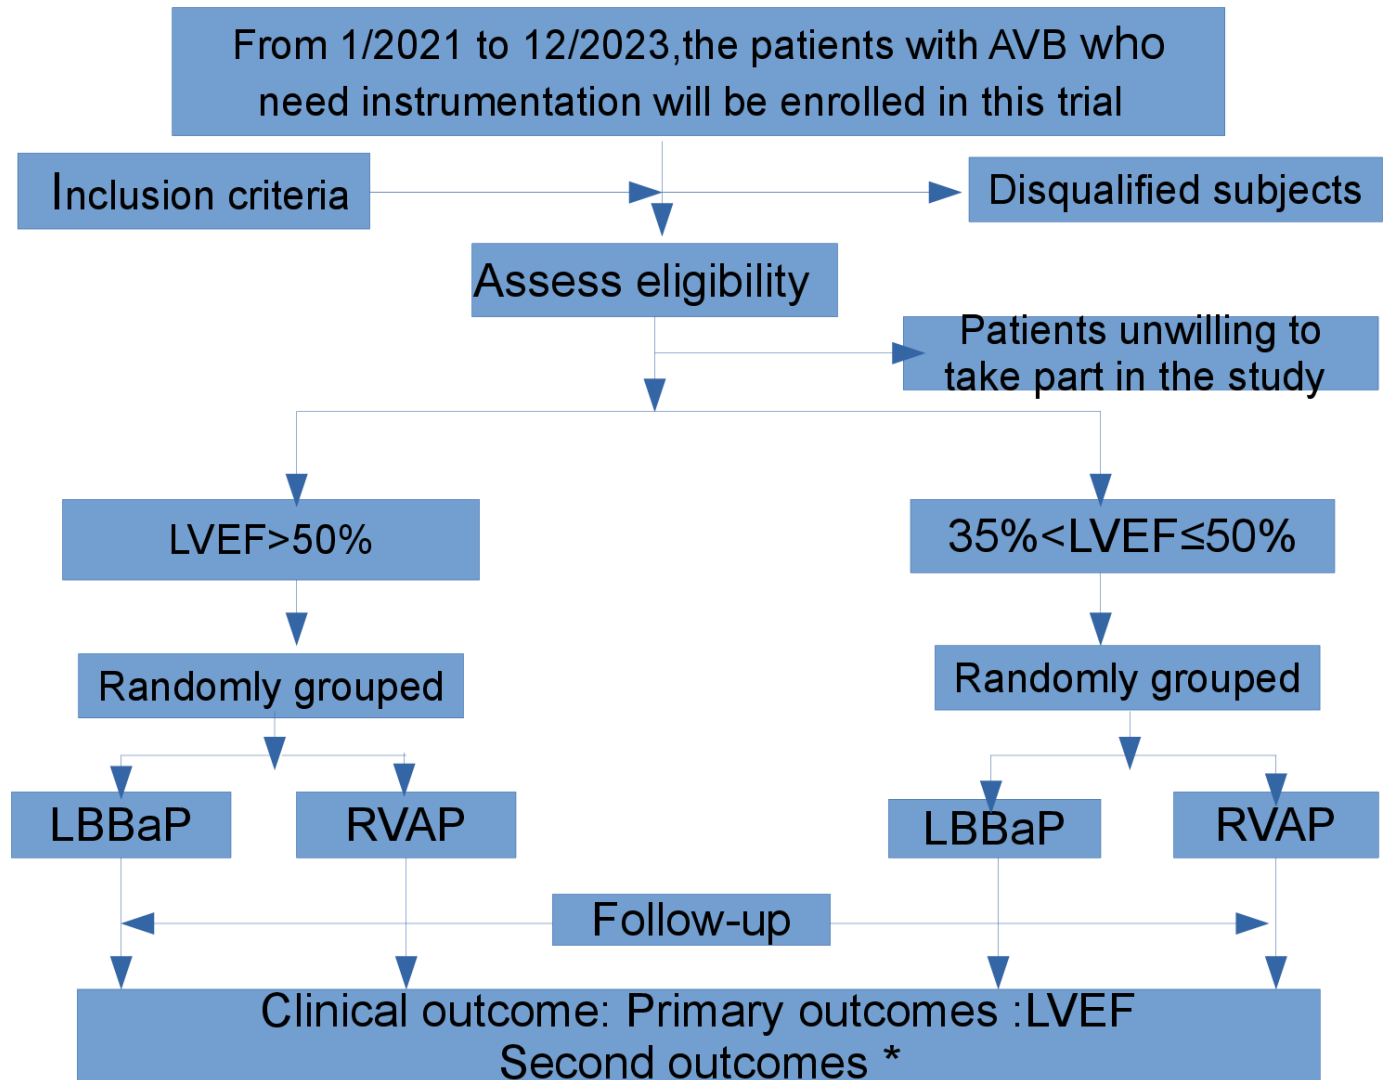 From 1/2021 to 12/2023,the patients with AVB who
need instrumentation will be enrolled in this trial
Inclusion criteria
Disqualified subjects
Assess eligibility
Patients unwilling to
take part in the study
LVEF>50%
35%<LVEF≤50%
Randomly grouped
Randomly grouped
LBBaP
RVAP
LBBaP
RVAP
Follow-up
Clinical outcome: Primary outcomes :LVEF
Second outcomes *